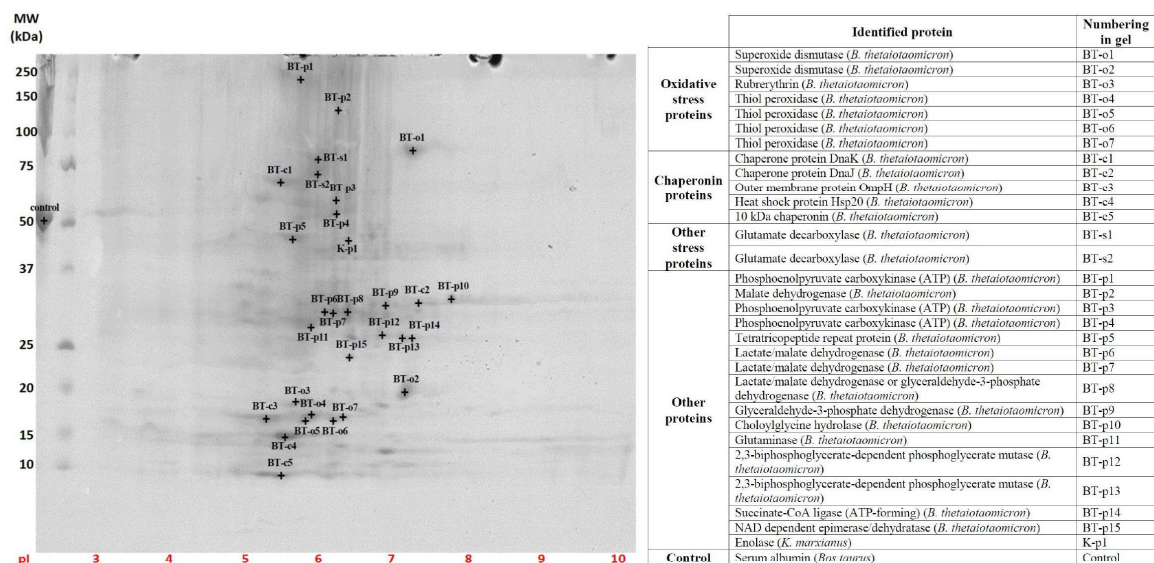 MW
(kDa)
250
150
100
75
50
37
25
20
15
10
BT-p1
BT-p2
BT-o1
BT-s1
BT-c1
BT-s2
BT-p3
control
BT-p4
BT-p5
K-p1
BT-p9
BT-c2
BT-p10
BT-p6
BT-p8
BT-p7
BT-p12
BT-p14
BT-p11
BT-p13
BT-p15
BT-o2
BT-o3
BT-c3
BT-o4
BT-o7
BT-o5
BT-o6
BT-c4
BT-c5
pI 3 4 5 6 7 8 9 10
Identified protein Numbering in gel
Oxidative stress proteins
Superoxide dismutase (B. thetaiotaomicron) BT-o1
Superoxide dismutase (B. thetaiotaomicron) BT-o2
Rubrerythrin (B. thetaiotaomicron) BT-o3
Thiol peroxidase (B. thetaiotaomicron) BT-o4
Thiol peroxidase (B. thetaiotaomicron) BT-o5
Thiol peroxidase (B. thetaiotaomicron) BT-o6
Thiol peroxidase (B. thetaiotaomicron) BT-o7
Chaperonin proteins
Chaperone protein DnaK (B. thetaiotaomicron) BT-c1
Chaperone protein DnaJ (B. thetaiotaomicron) BT-c2
Outer membrane protein OmpH (B. thetaiotaomicron) BT-c3
Heat shock protein Hsp20 (B. thetaiotaomicron) BT-c4
10 kDa chaperonin (B. thetaiotaomicron) BT-c5
Other stress proteins
Glutamate decarboxylase (B. thetaiotaomicron) BT-s1
Glutamate decarboxylase (B. thetaiotaomicron) BT-s2
Other proteins
Phosphoenolpyruvate carboxykinase (ATP) (B. thetaiotaomicron) BT-p1
Malate dehydrogenase (B. thetaiotaomicron) BT-p2
Phosphoenolpyruvate carboxykinase (ATP) (B. thetaiotaomicron) BT-p3
Phosphoenolpyruvate carboxykinase (ATP) (B. thetaiotaomicron) BT-p4
Tetratricopeptide repeat protein (B. thetaiotaomicron) BT-p5
Lactate/malate dehydrogenase (B. thetaiotaomicron) BT-p6
Lactate/malate dehydrogenase (B. thetaiotaomicron) BT-p7
Lactate/malate dehydrogenase or glyceraldehyde-3-phosphate
dehydrogenase (B. thetaiotaomicron) BT-p8
Glyceraldehyde-3-phosphate dehydrogenase (B. thetaiotaomicron) BT-p9
Choloylglycine hydrolase (B. thetaiotaomicron) BT-p10
Glutaminase (B. thetaiotaomicron) BT-p11
2,3-biphosphoglycerate-dependent phosphoglycerate mutase (B.
thetaiotaomicron) BT-p12
2,3-biphosphoglycerate-dependent phosphoglycerate mutase (B.
thetaiotaomicron) BT-p13
Succinate-CoA ligase (ATP-forming) (B. thetaiotaomicron) BT-p14
NAD dependent epimerase/dehydratase (B. thetaiotaomicron) BT-p15
Enolase (K. marxianus) K-p1
Control Serum albumin (Bos taurus) Control